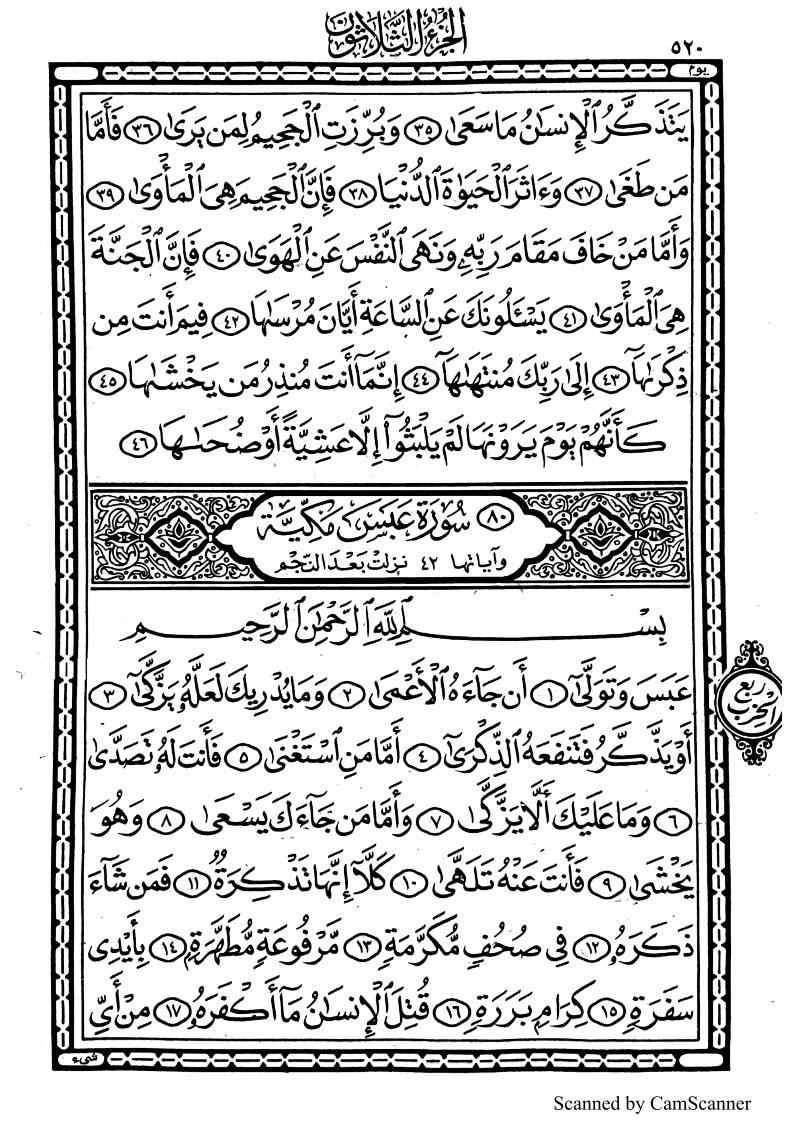 الجزء الثلاثون
٥٢٠
يوم
يَتَذَكَّرُ ٱلْإِنسَٰنُ مَا سَعَىٰ ٣٥ وَبُرِّزَتِ ٱلْجَحِيمُ لِمَن يَرَىٰ ٣٦ فَأَمَّا
مَن طَغَىٰ ٣٧ وَءَاثَرَ ٱلْحَيَوٰةَ ٱلدُّنْيَا ٣٨ فَإِنَّ ٱلْجَحِيمَ هِىَ ٱلْمَأْوَىٰ ٣٩
وَأَمَّا مَنْ خَافَ مَقَامَ رَبِّهِۦ وَنَهَى ٱلنَّفْسَ عَنِ ٱلْهَوَىٰ ٤٠ فَإِنَّ ٱلْجَنَّةَ
هِىَ ٱلْمَأْوَىٰ ٤١ يَسْـَٔلُونَكَ عَنِ ٱلسَّاعَةِ أَيَّانَ مُرْسَىٰهَا ٤٢ فِيمَ أَنتَ مِن
ذِكْرَىٰهَآ ٤٣ إِلَىٰ رَبِّكَ مُنتَهَىٰهَآ ٤٤ إِنَّمَآ أَنتَ مُنذِرُ مَن يَخْشَىٰهَا ٤٥
كَأَنَّهُمْ يَوْمَ يَرَوْنَهَا لَمْ يَلْبَثُوٓا۟ إِلَّا عَشِيَّةً أَوْ ضُحَىٰهَا ٤٦
٨٠ سُورَة عَبَسَ مَكِّيَّة
وآياتها ٤٢ نزلت بَعدَ النّجم
بِسْمِ ٱللَّهِ ٱلرَّحْمَٰنِ ٱلرَّحِيمِ
عَبَسَ وَتَوَلَّىٰٓ ١ أَن جَآءَهُ ٱلْأَعْمَىٰ ٢ وَمَا يُدْرِيكَ لَعَلَّهُۥ يَزَّكَّىٰٓ ٣
أَوْ يَذَّكَّرُ فَتَنفَعَهُ ٱلذِّكْرَىٰٓ ٤ أَمَّا مَنِ ٱسْتَغْنَىٰ ٥ فَأَنتَ لَهُۥ تَصَدَّىٰ
٦ وَمَا عَلَيْكَ أَلَّا يَزَّكَّىٰ ٧ وَأَمَّا مَن جَآءَكَ يَسْعَىٰ ٨ وَهُوَ
يَخْشَىٰ ٩ فَأَنتَ عَنْهُ تَلَهَّىٰ ١٠ كَلَّآ إِنَّهَا تَذْكِرَةٌ ١١ فَمَن شَآءَ
ذَكَرَهُۥ ١٢ فِى صُحُفٍ مُّكَرَّمَةٍ ١٣ مَّرْفُوعَةٍ مُّطَهَّرَةٍۭ ١٤ بِأَيْدِى
سَفَرَةٍ ١٥ كِرَامٍۭ بَرَرَةٍ ١٦ قُتِلَ ٱلْإِنسَٰنُ مَآ أَكْفَرَهُۥ ١٧ مِنْ أَىِّ
ربع
الحزب
شىء
Scanned by CamScanner